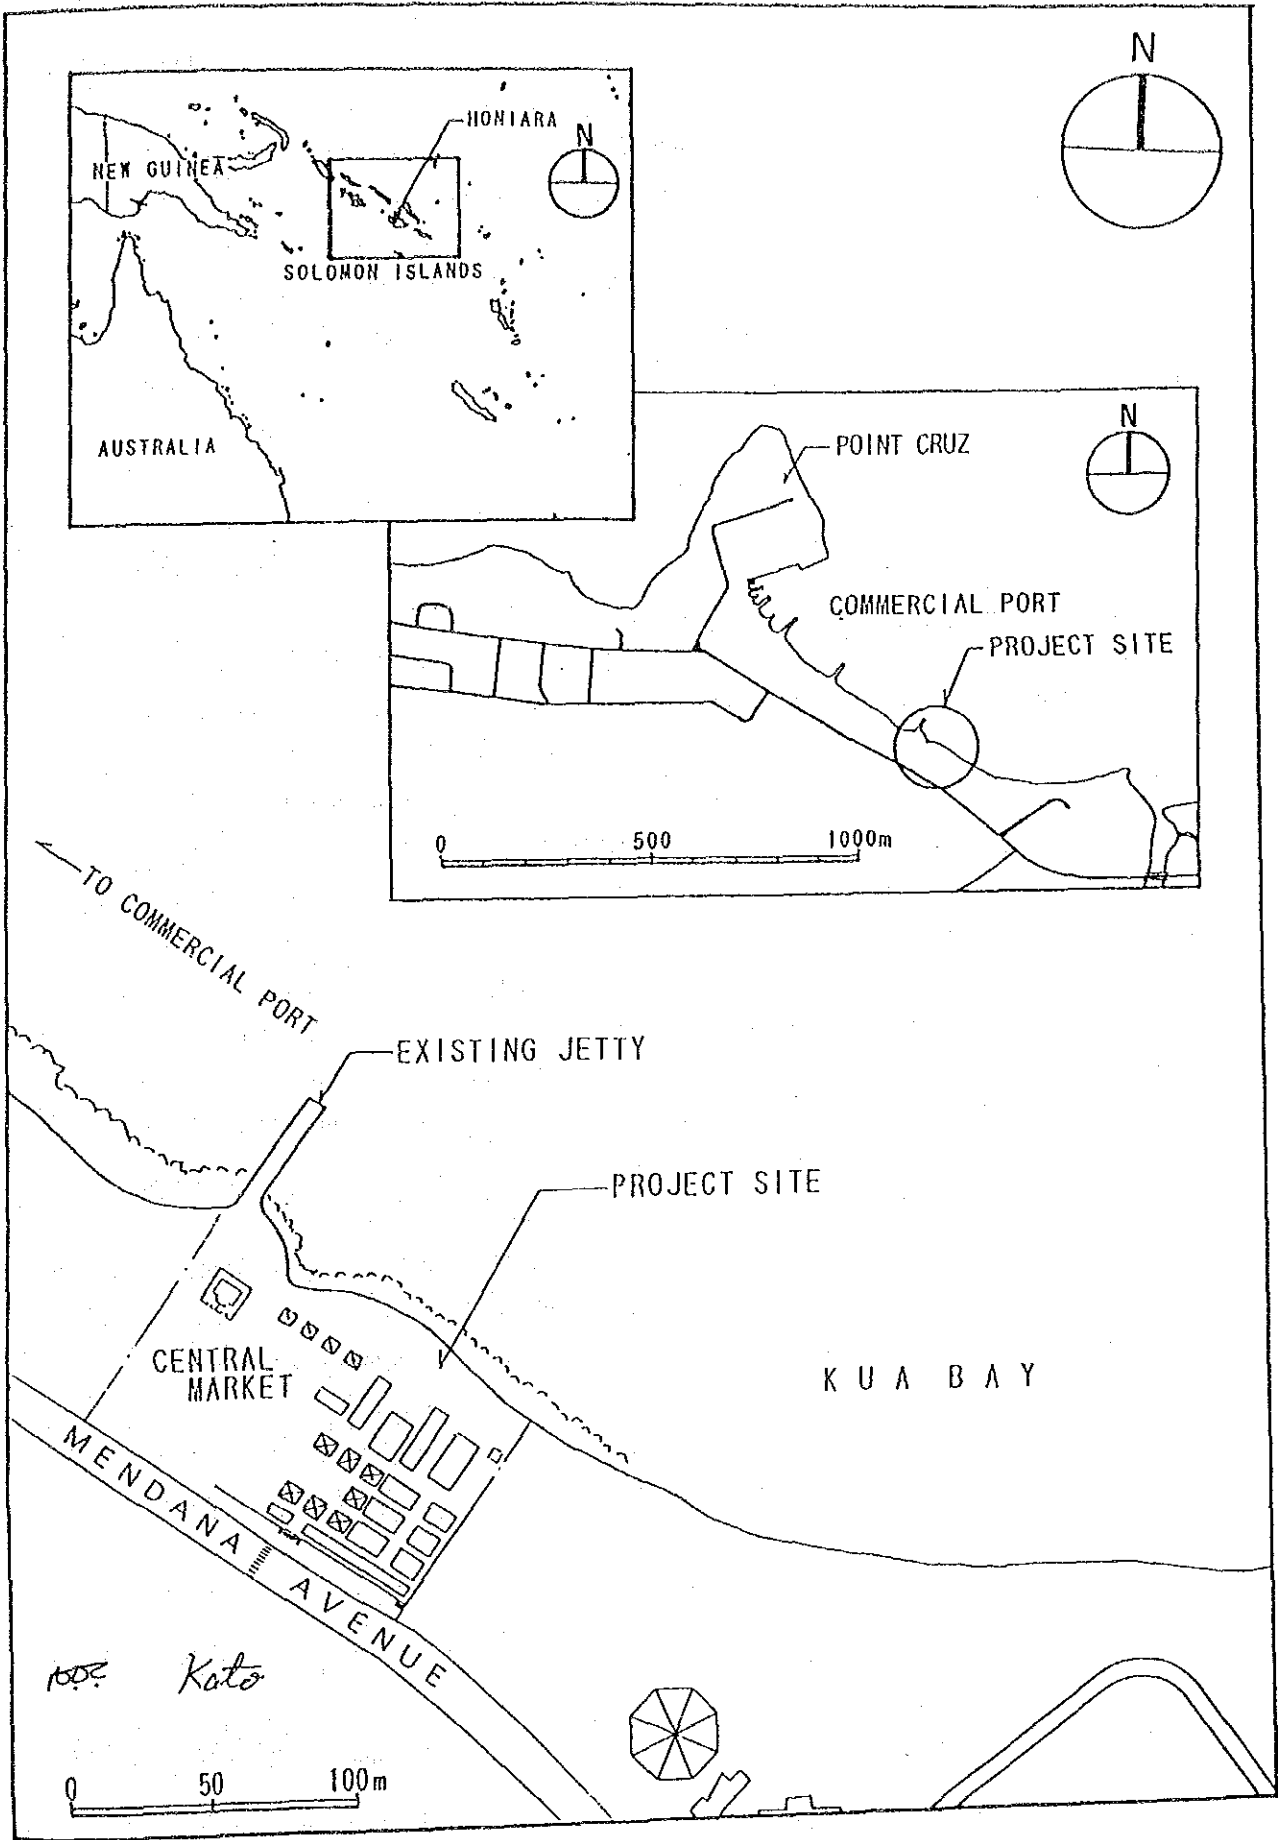 N
HONIARA
N
NEW GUINEA
SOLOMON ISLANDS
AUSTRALIA
N
POINT CRUZ
COMMERCIAL PORT
PROJECT SITE
0 500 1000m
TO COMMERCIAL PORT
EXISTING JETTY
PROJECT SITE
CENTRAL
MARKET
KUA BAY
MENDANA AVENUE
Kato
0 50 100m